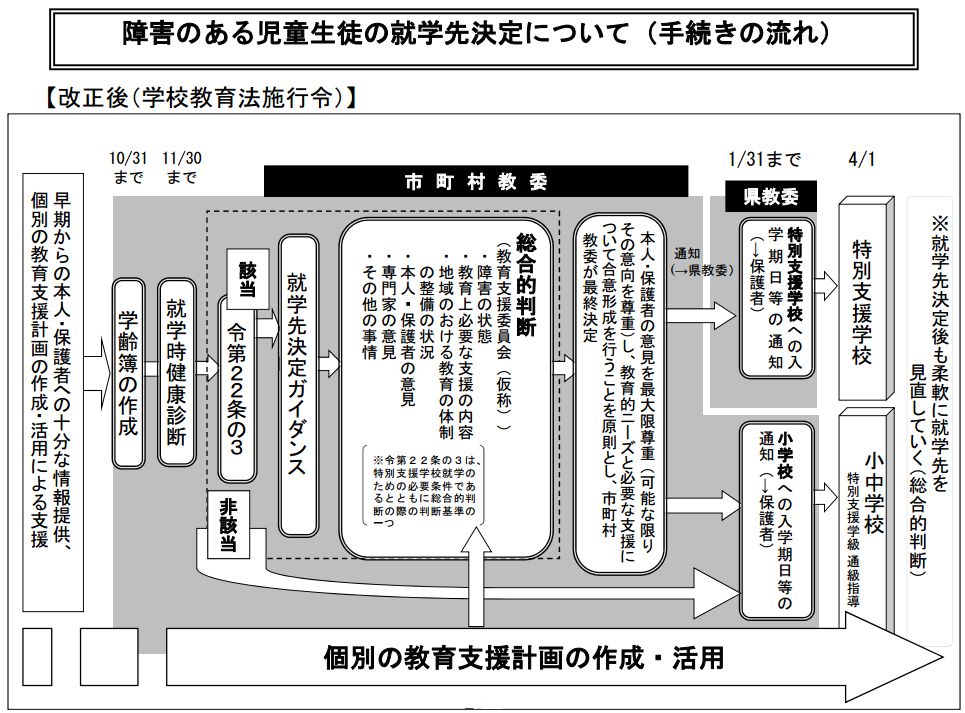 障害のある児童生徒の就学先決定について（手続きの流れ）
【改正後（学校教育法施行令）】
早期からの本人・保護者への十分な情報提供、
個別の教育支援計画の作成・活用による支援
10/31
まで
11/30
まで
市町村教委
学齢簿の作成
就学時健康診断
該当
令第２２条の３
非該当
就学先決定ガイダンス
総合的判断
（教育支援委員会（仮称））
・障害の状態
・教育上必要な支援の内容
・地域のおける教育の体制
の整備の状況
・本人・保護者の意見
・専門家の意見
・その他の事情
※令第２２条の３は、
特別支援学校就学の
ための必要条件であ
るとともに総合的判
断の際の判断基準の
一つ
本人・保護者の意見を最大限尊重（可能な限り
その意向を尊重）し、教育的ニーズと必要な支援に
ついて合意形成を行うことを原則とし、市町村
教委が最終決定
通知
（→県教委）
1/31まで
県教委
特別支援学校への入
学期日等の通知
（→保護者）
小学校への入学期日等の
通知（→保護者）
4/1
特別支援学校
小中学校
特別支援学級 通級指導
※就学先決定後も柔軟に就学先を
見直していく（総合的判断）
個別の教育支援計画の作成・活用